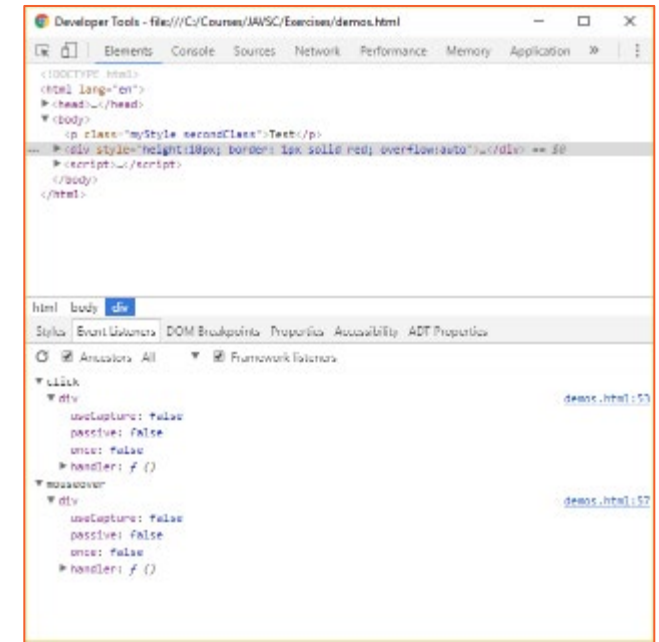 Developer Tools - file:///C:/Courses/JAVSC/Exercises/demos.html
Elements Console Sources Network Performance Memory Application »
<!DOCTYPE html>
<html lang="en">
▶<head>…</head>
▼<body>
<p class="myStyle secondClass">Test</p>
… ▶<div style="height:10px; border: 1px solid red; overflow:auto">…</div> == $0
▶<script>…</script>
</body>
</html>
html body div
Styles Event Listeners DOM Breakpoints Properties Accessibility ADT Properties
Ancestors All ▼ Framework listeners
▼click
▼div demos.html:53
useCapture: false
passive: false
once: false
▶handler: ƒ ()
▼mouseover
▼div demos.html:57
useCapture: false
passive: false
once: false
▶handler: ƒ ()